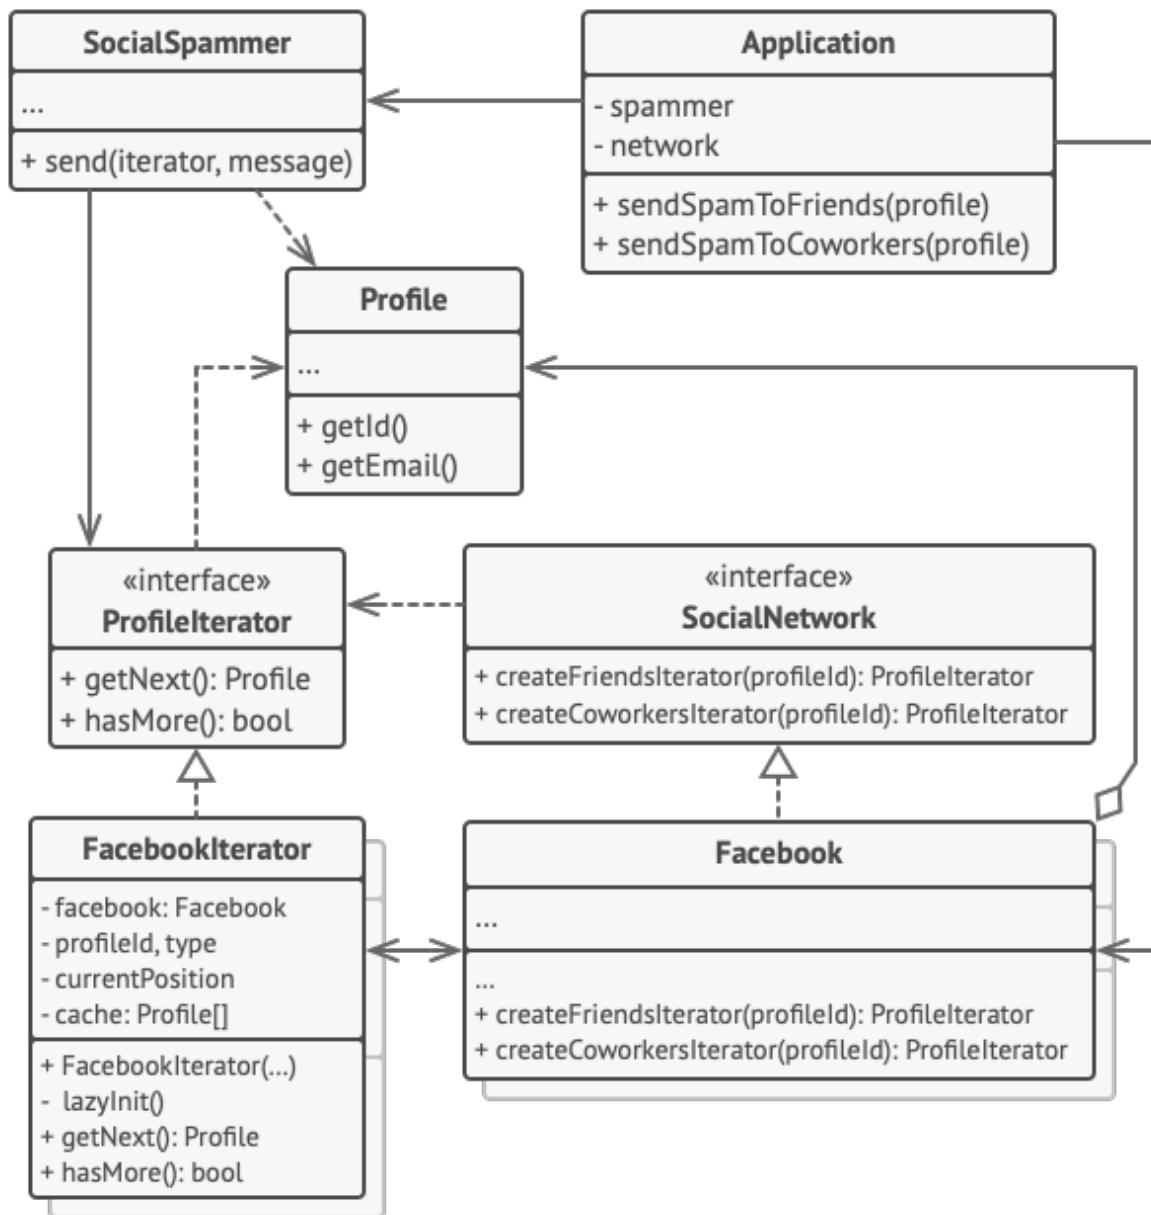 SocialSpammer
...
+ send(iterator, message)
Application
- spammer
- network
+ sendSpamToFriends(profile)
+ sendSpamToCoworkers(profile)
Profile
...
+ getId()
+ getEmail()
«interface»
ProfileIterator
+ getNext(): Profile
+ hasMore(): bool
«interface»
SocialNetwork
+ createFriendsIterator(profileId): ProfileIterator
+ createCoworkersIterator(profileId): ProfileIterator
FacebookIterator
- facebook: Facebook
- profileId, type
- currentPosition
- cache: Profile[]
+ FacebookIterator(...)
- lazyInit()
+ getNext(): Profile
+ hasMore(): bool
Facebook
...
...
+ createFriendsIterator(profileId): ProfileIterator
+ createCoworkersIterator(profileId): ProfileIterator